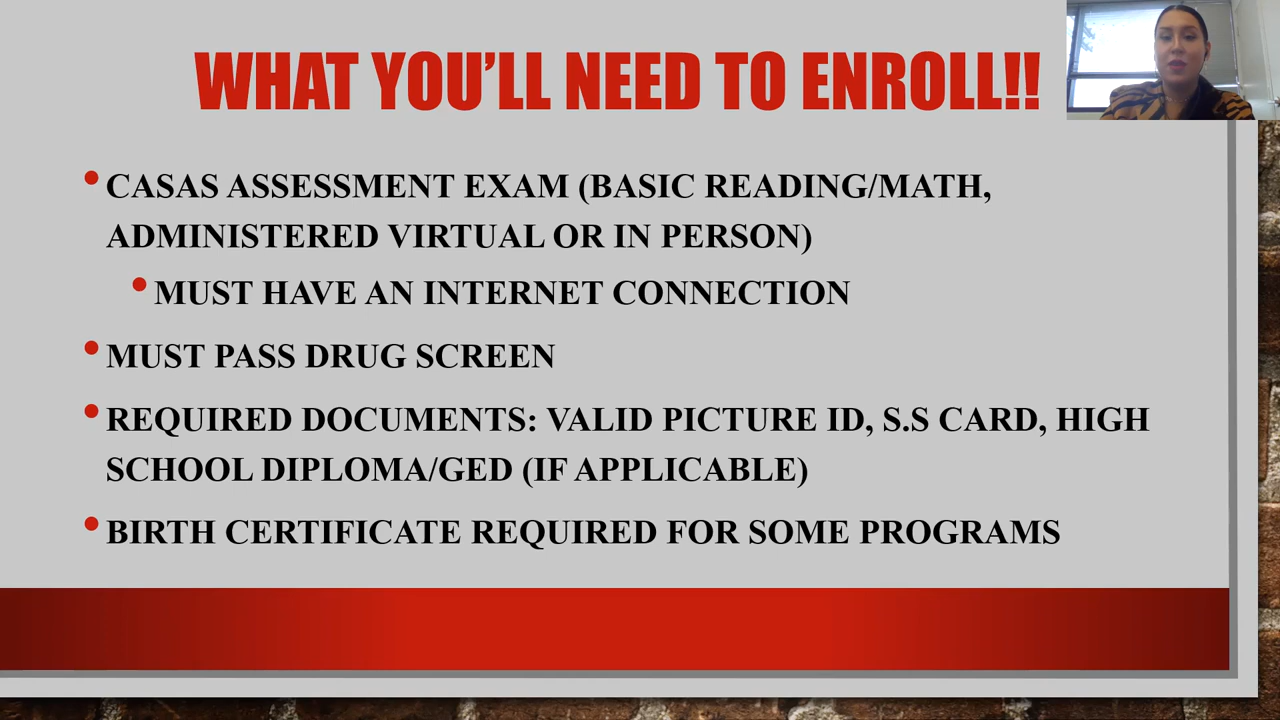 WHAT YOU’LL NEED TO ENROLL!!
• CASAS ASSESSMENT EXAM (BASIC READING/MATH,
ADMINISTERED VIRTUAL OR IN PERSON)
• MUST HAVE AN INTERNET CONNECTION
• MUST PASS DRUG SCREEN
• REQUIRED DOCUMENTS: VALID PICTURE ID, S.S CARD, HIGH
SCHOOL DIPLOMA/GED (IF APPLICABLE)
• BIRTH CERTIFICATE REQUIRED FOR SOME PROGRAMS